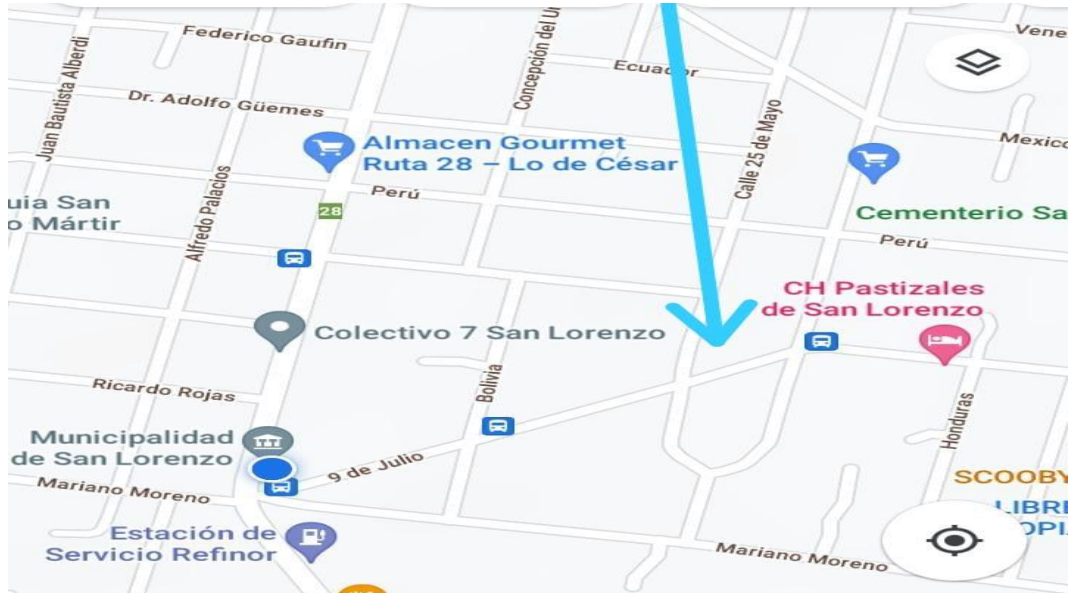 Federico Gaufin
Concepción del U
Vene
Juan Bautista Alberdi
Ecuador
Dr. Adolfo Güemes
Calle 25 de Mayo
Mexico
Almacen Gourmet
Ruta 28 – Lo de César
Alfredo Palacios
Perú
uia San
o Mártir
28
Cementerio Sa
Perú
CH Pastizales
de San Lorenzo
Colectivo 7 San Lorenzo
Bolivia
Ricardo Rojas
Honduras
Municipalidad
de San Lorenzo
9 de Julio
SCOOBY
Mariano Moreno
LIBRE
OPI
Estación de
Servicio Refinor
Mariano Moreno